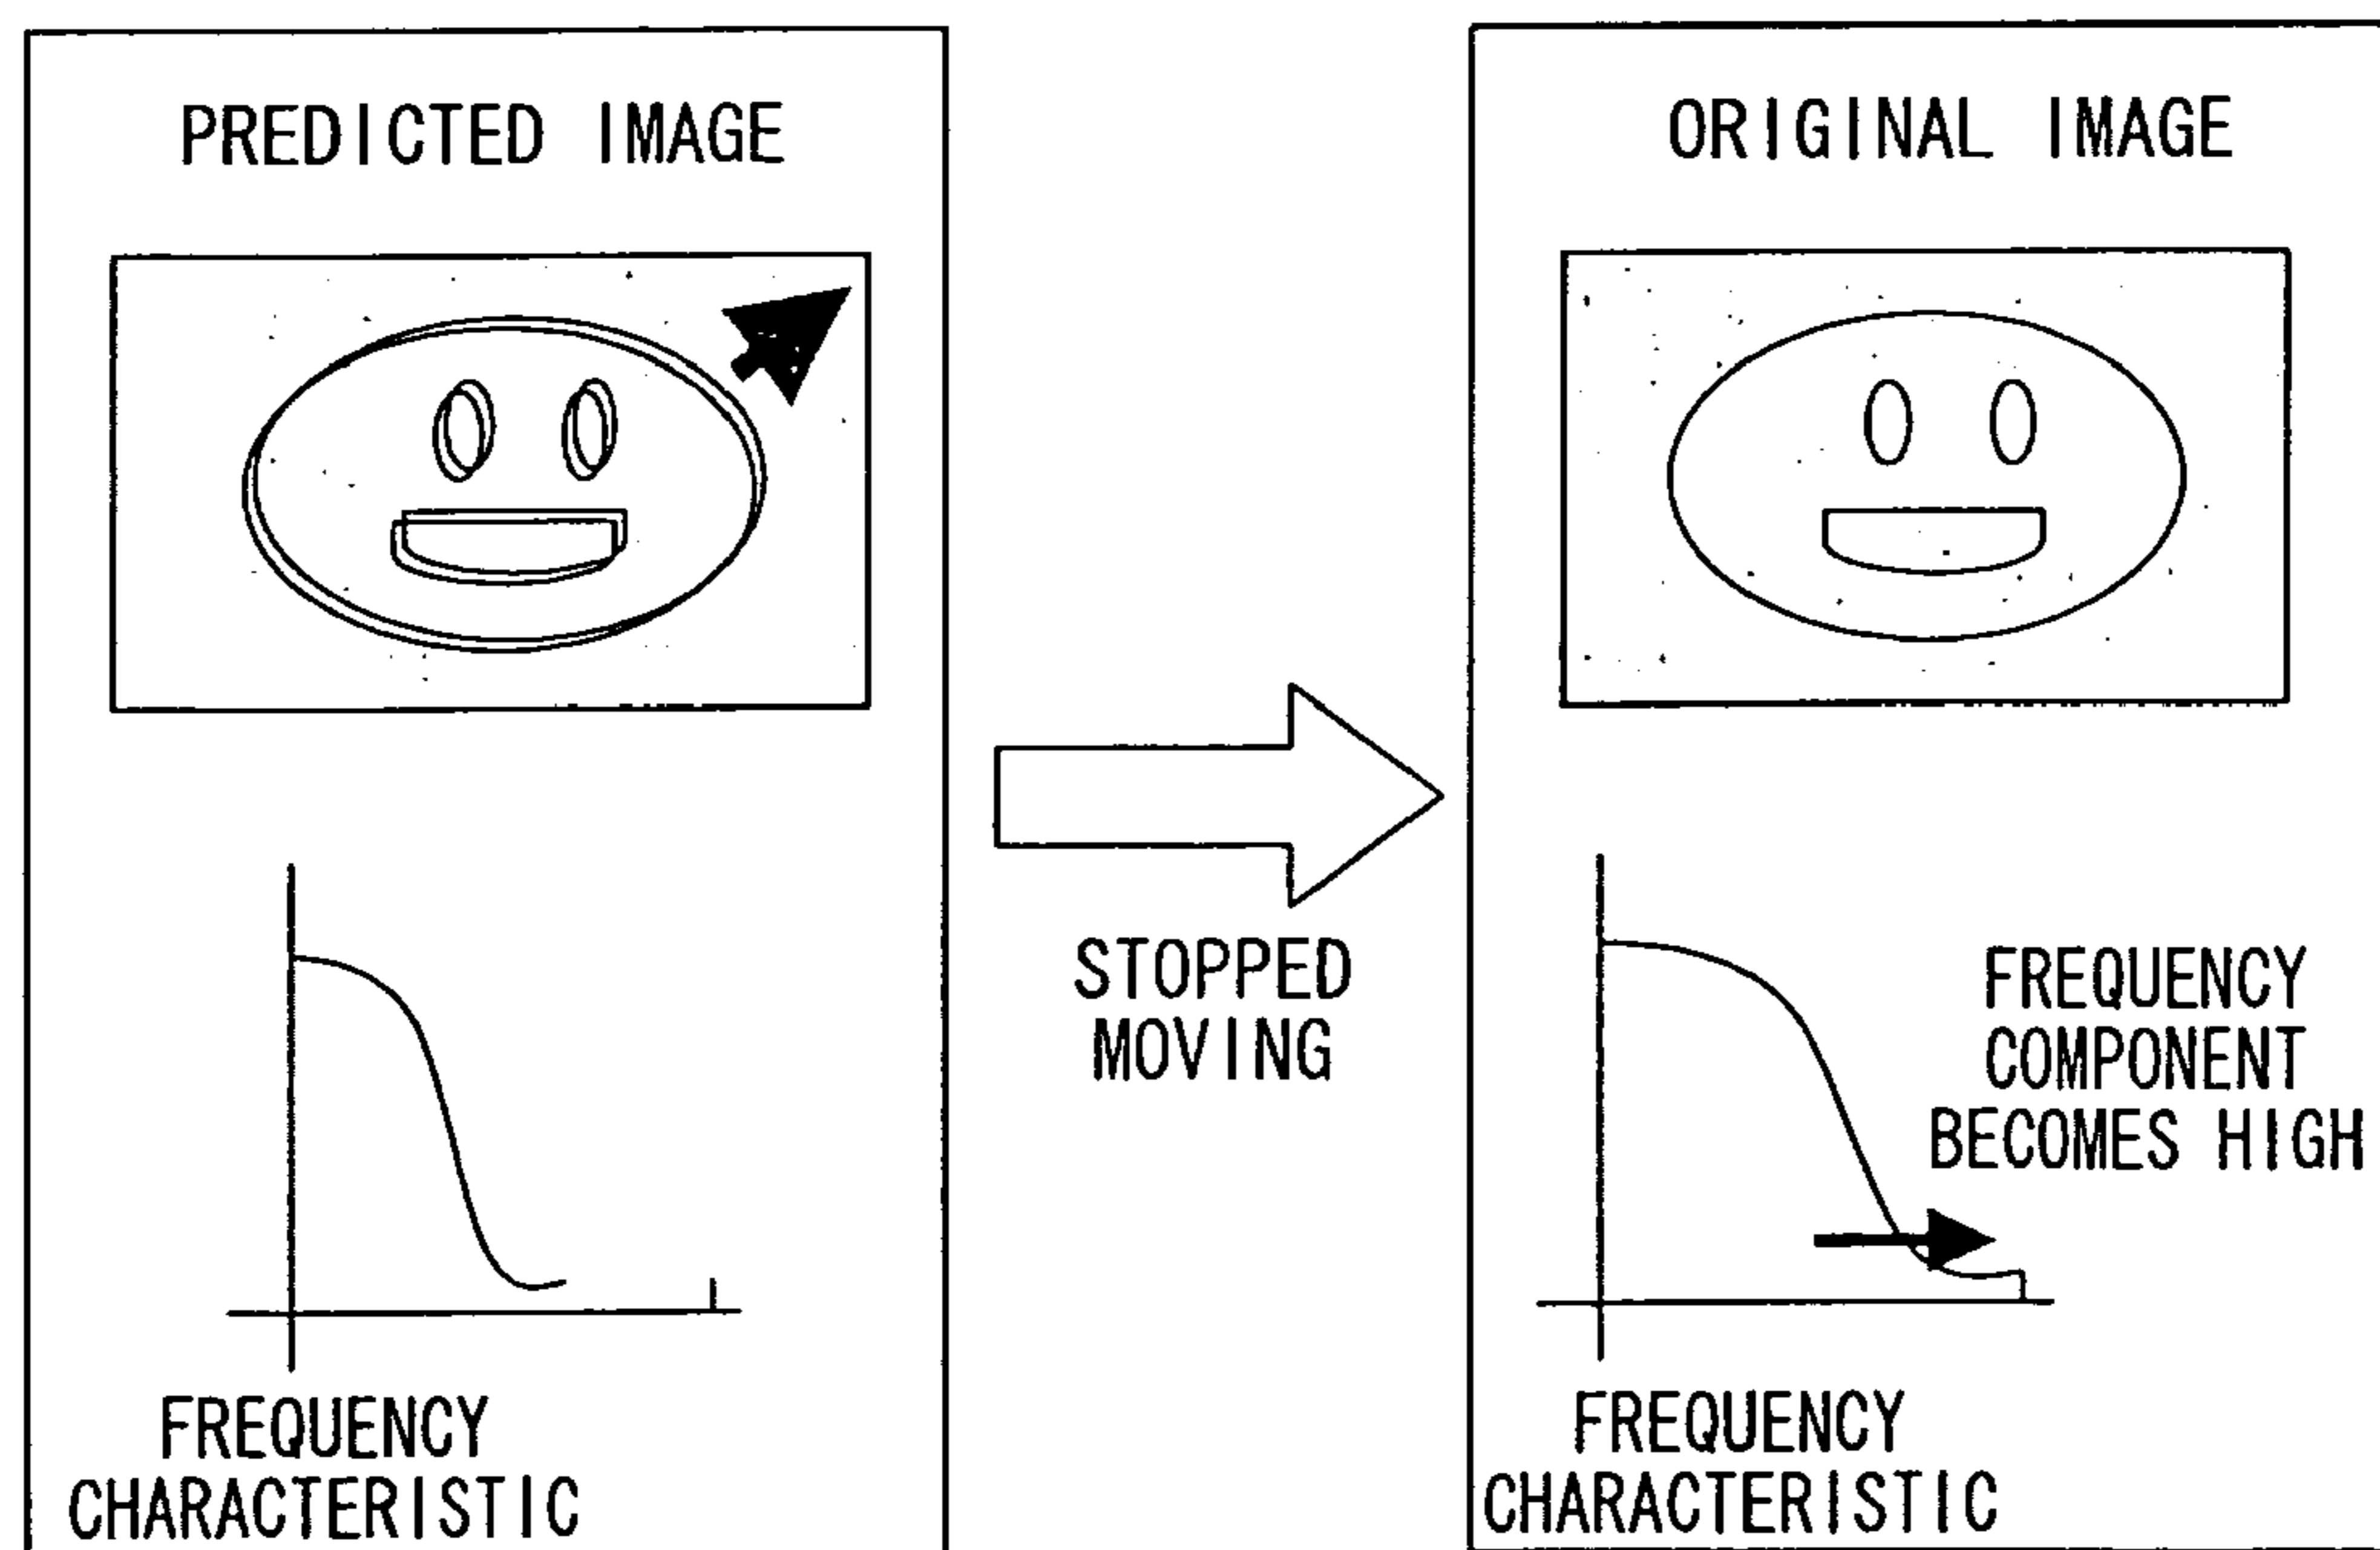 PREDICTED IMAGE
FREQUENCY
CHARACTERISTIC
STOPPED
MOVING
ORIGINAL IMAGE
FREQUENCY
COMPONENT
BECOMES HIGH
FREQUENCY
CHARACTERISTIC